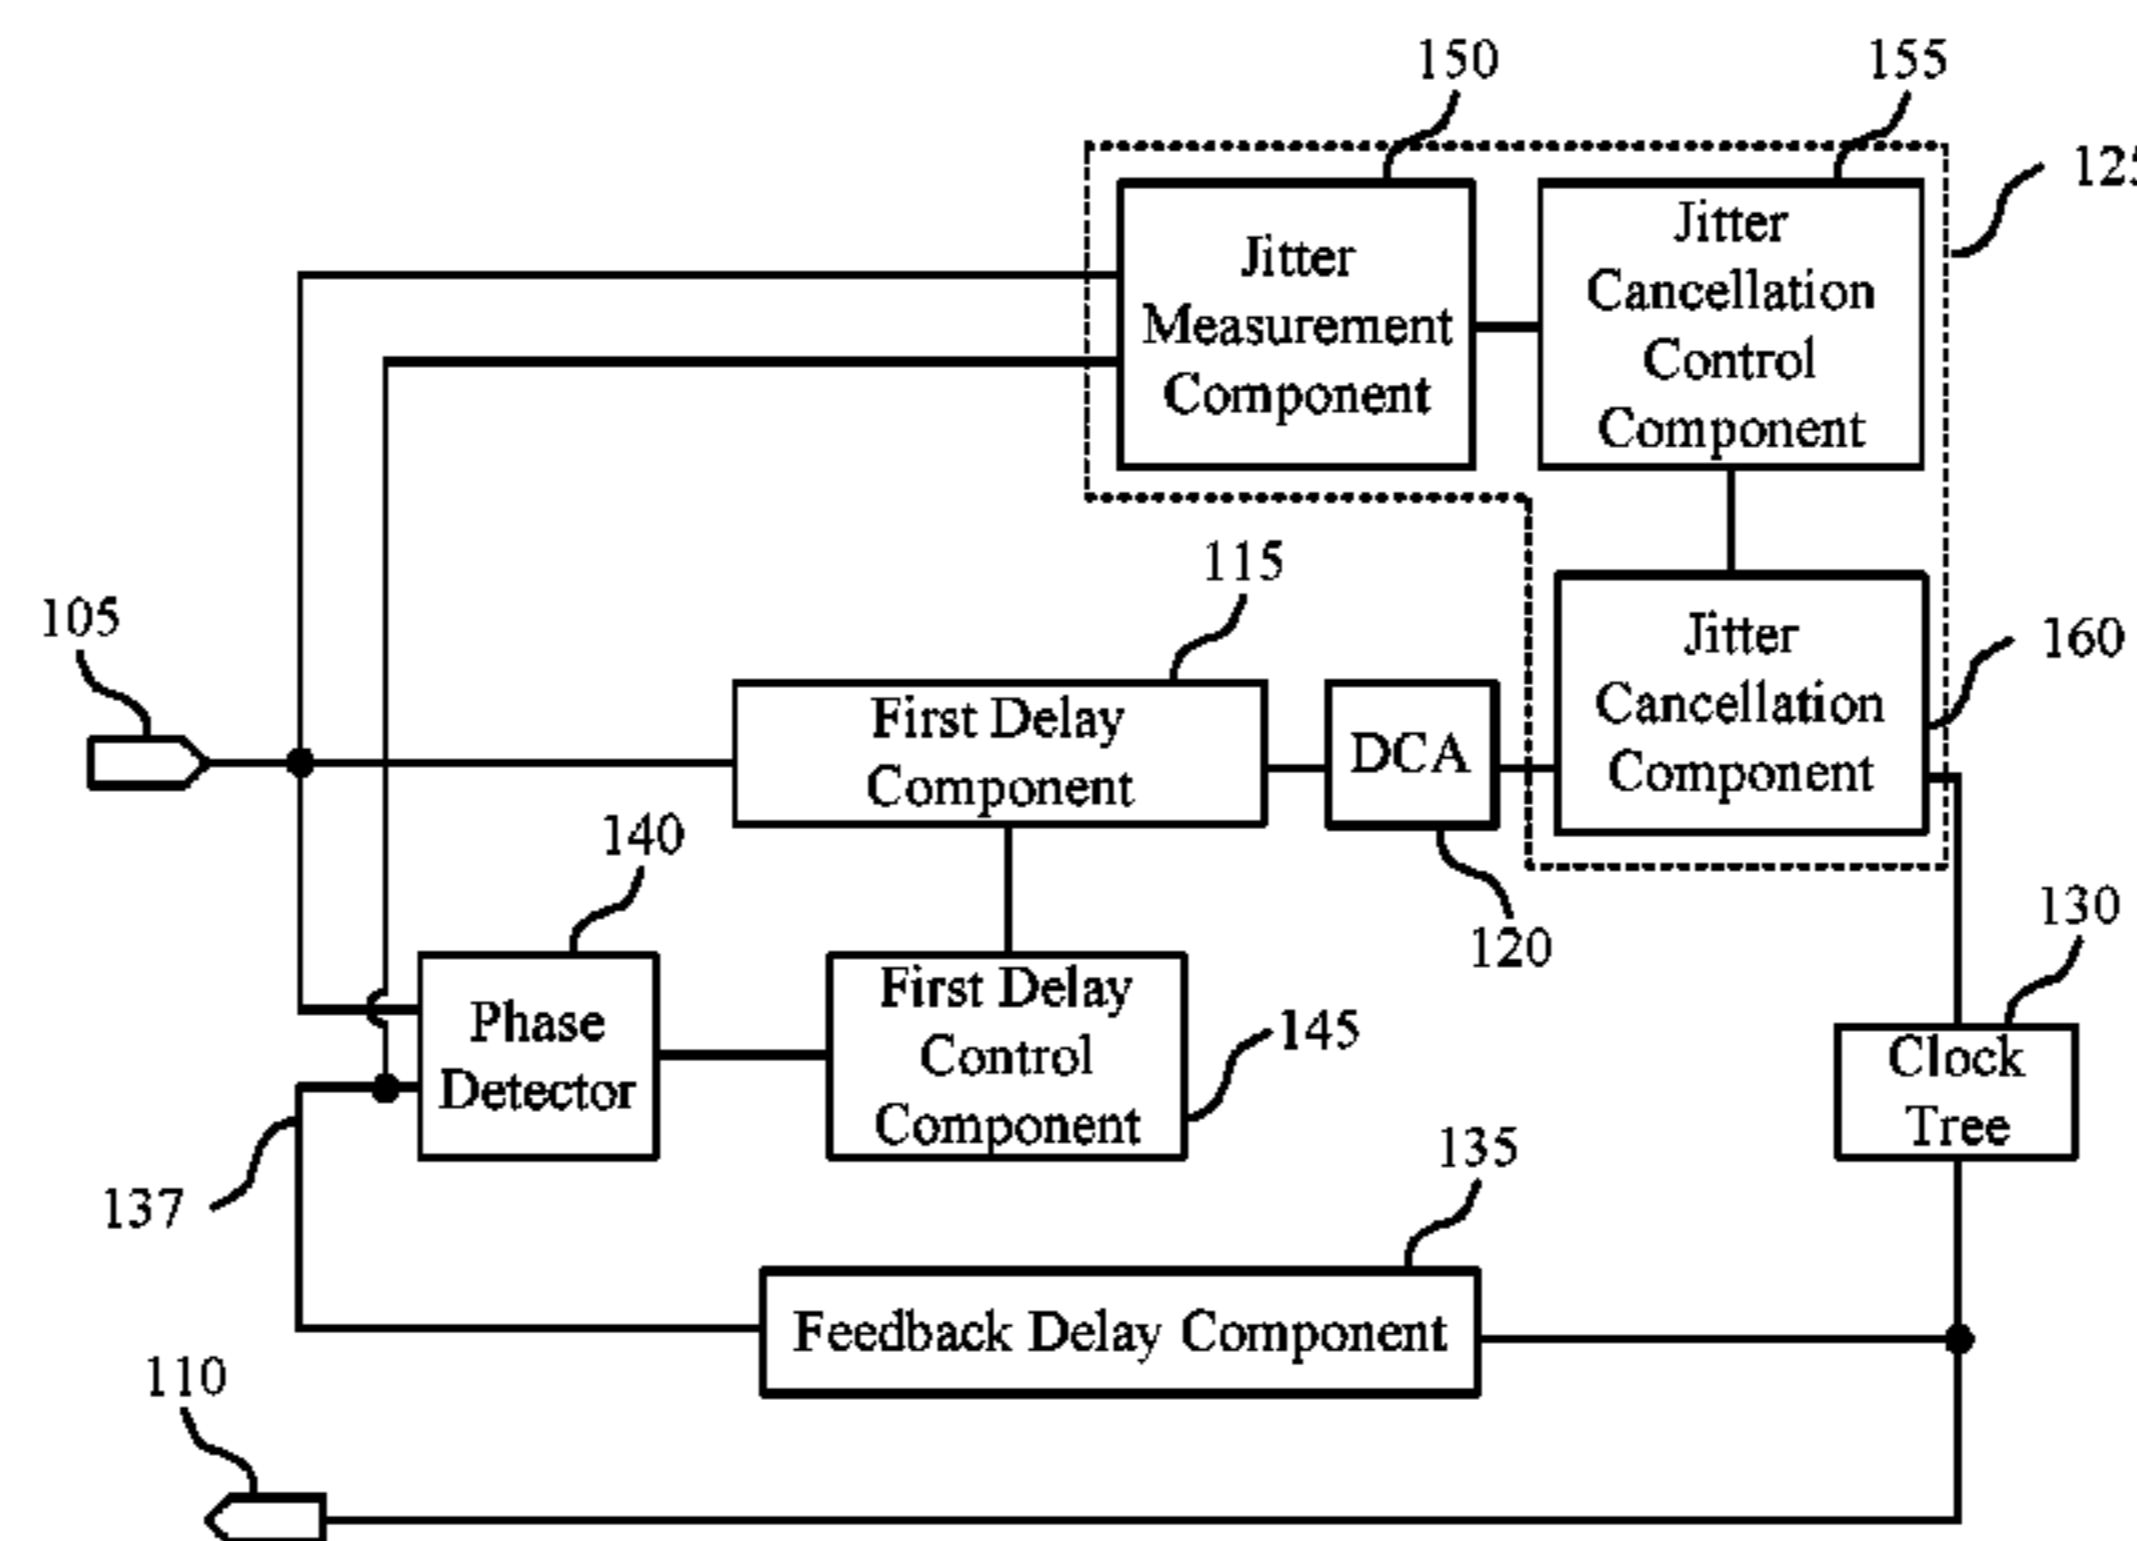 150
155
125
Jitter
Measurement
Component
Jitter
Cancellation
Control
Component
115
105
Jitter
Cancellation
Component
160
First Delay
Component
DCA
140
120
130
Phase
Detector
First Delay
Control
Component
145
Clock
Tree
137
135
Feedback Delay Component
110